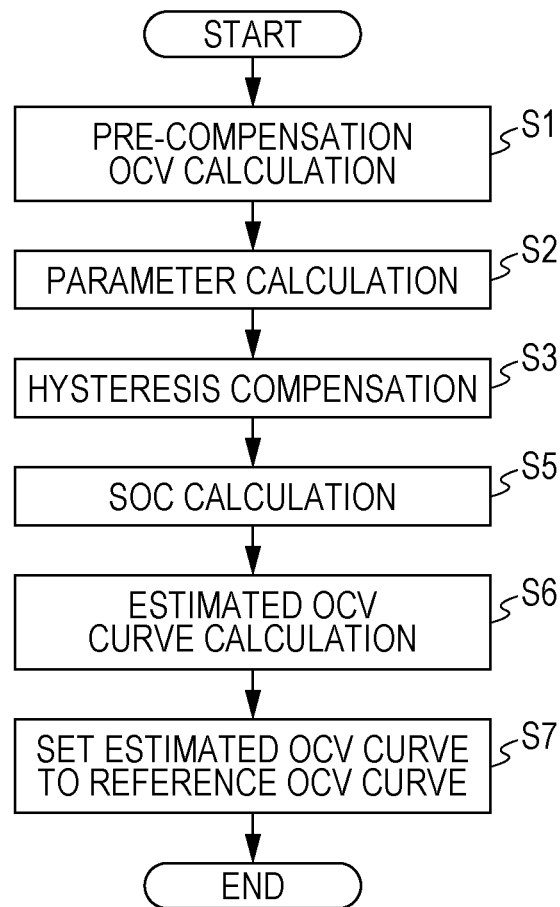 START
PRE-COMPENSATION
OCV CALCULATION
S1
PARAMETER CALCULATION
S2
HYSTERESIS COMPENSATION
S3
SOC CALCULATION
S5
ESTIMATED OCV
CURVE CALCULATION
S6
SET ESTIMATED OCV CURVE
TO REFERENCE OCV CURVE
S7
END